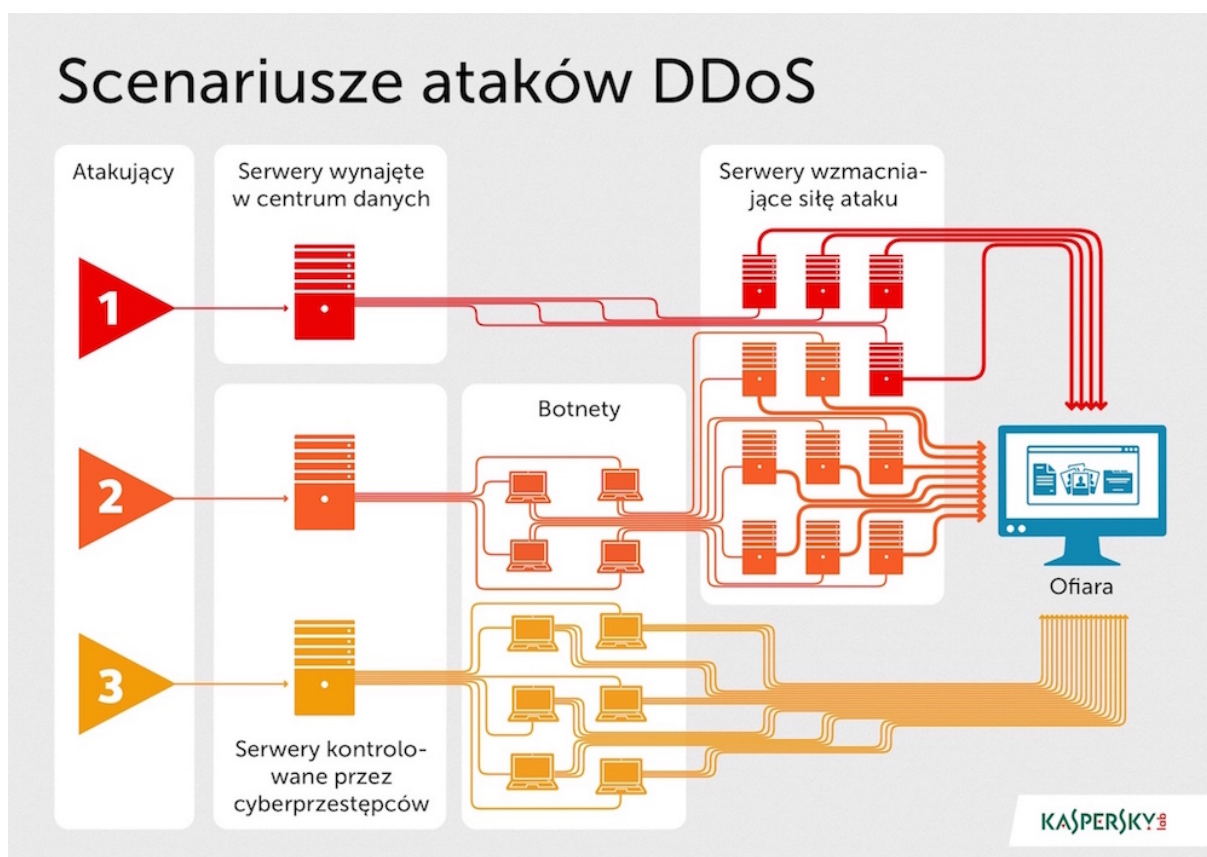 Scenariusze ataków DDoS
Atakujący
Serwery wynajęte
w centrum danych
Serwery wzmacnia-
jące siłę ataku
1
Botnety
2
Ofiara
3
Serwery kontrolo-
wane przez
cyberprzestępców
KASPERSKY lab